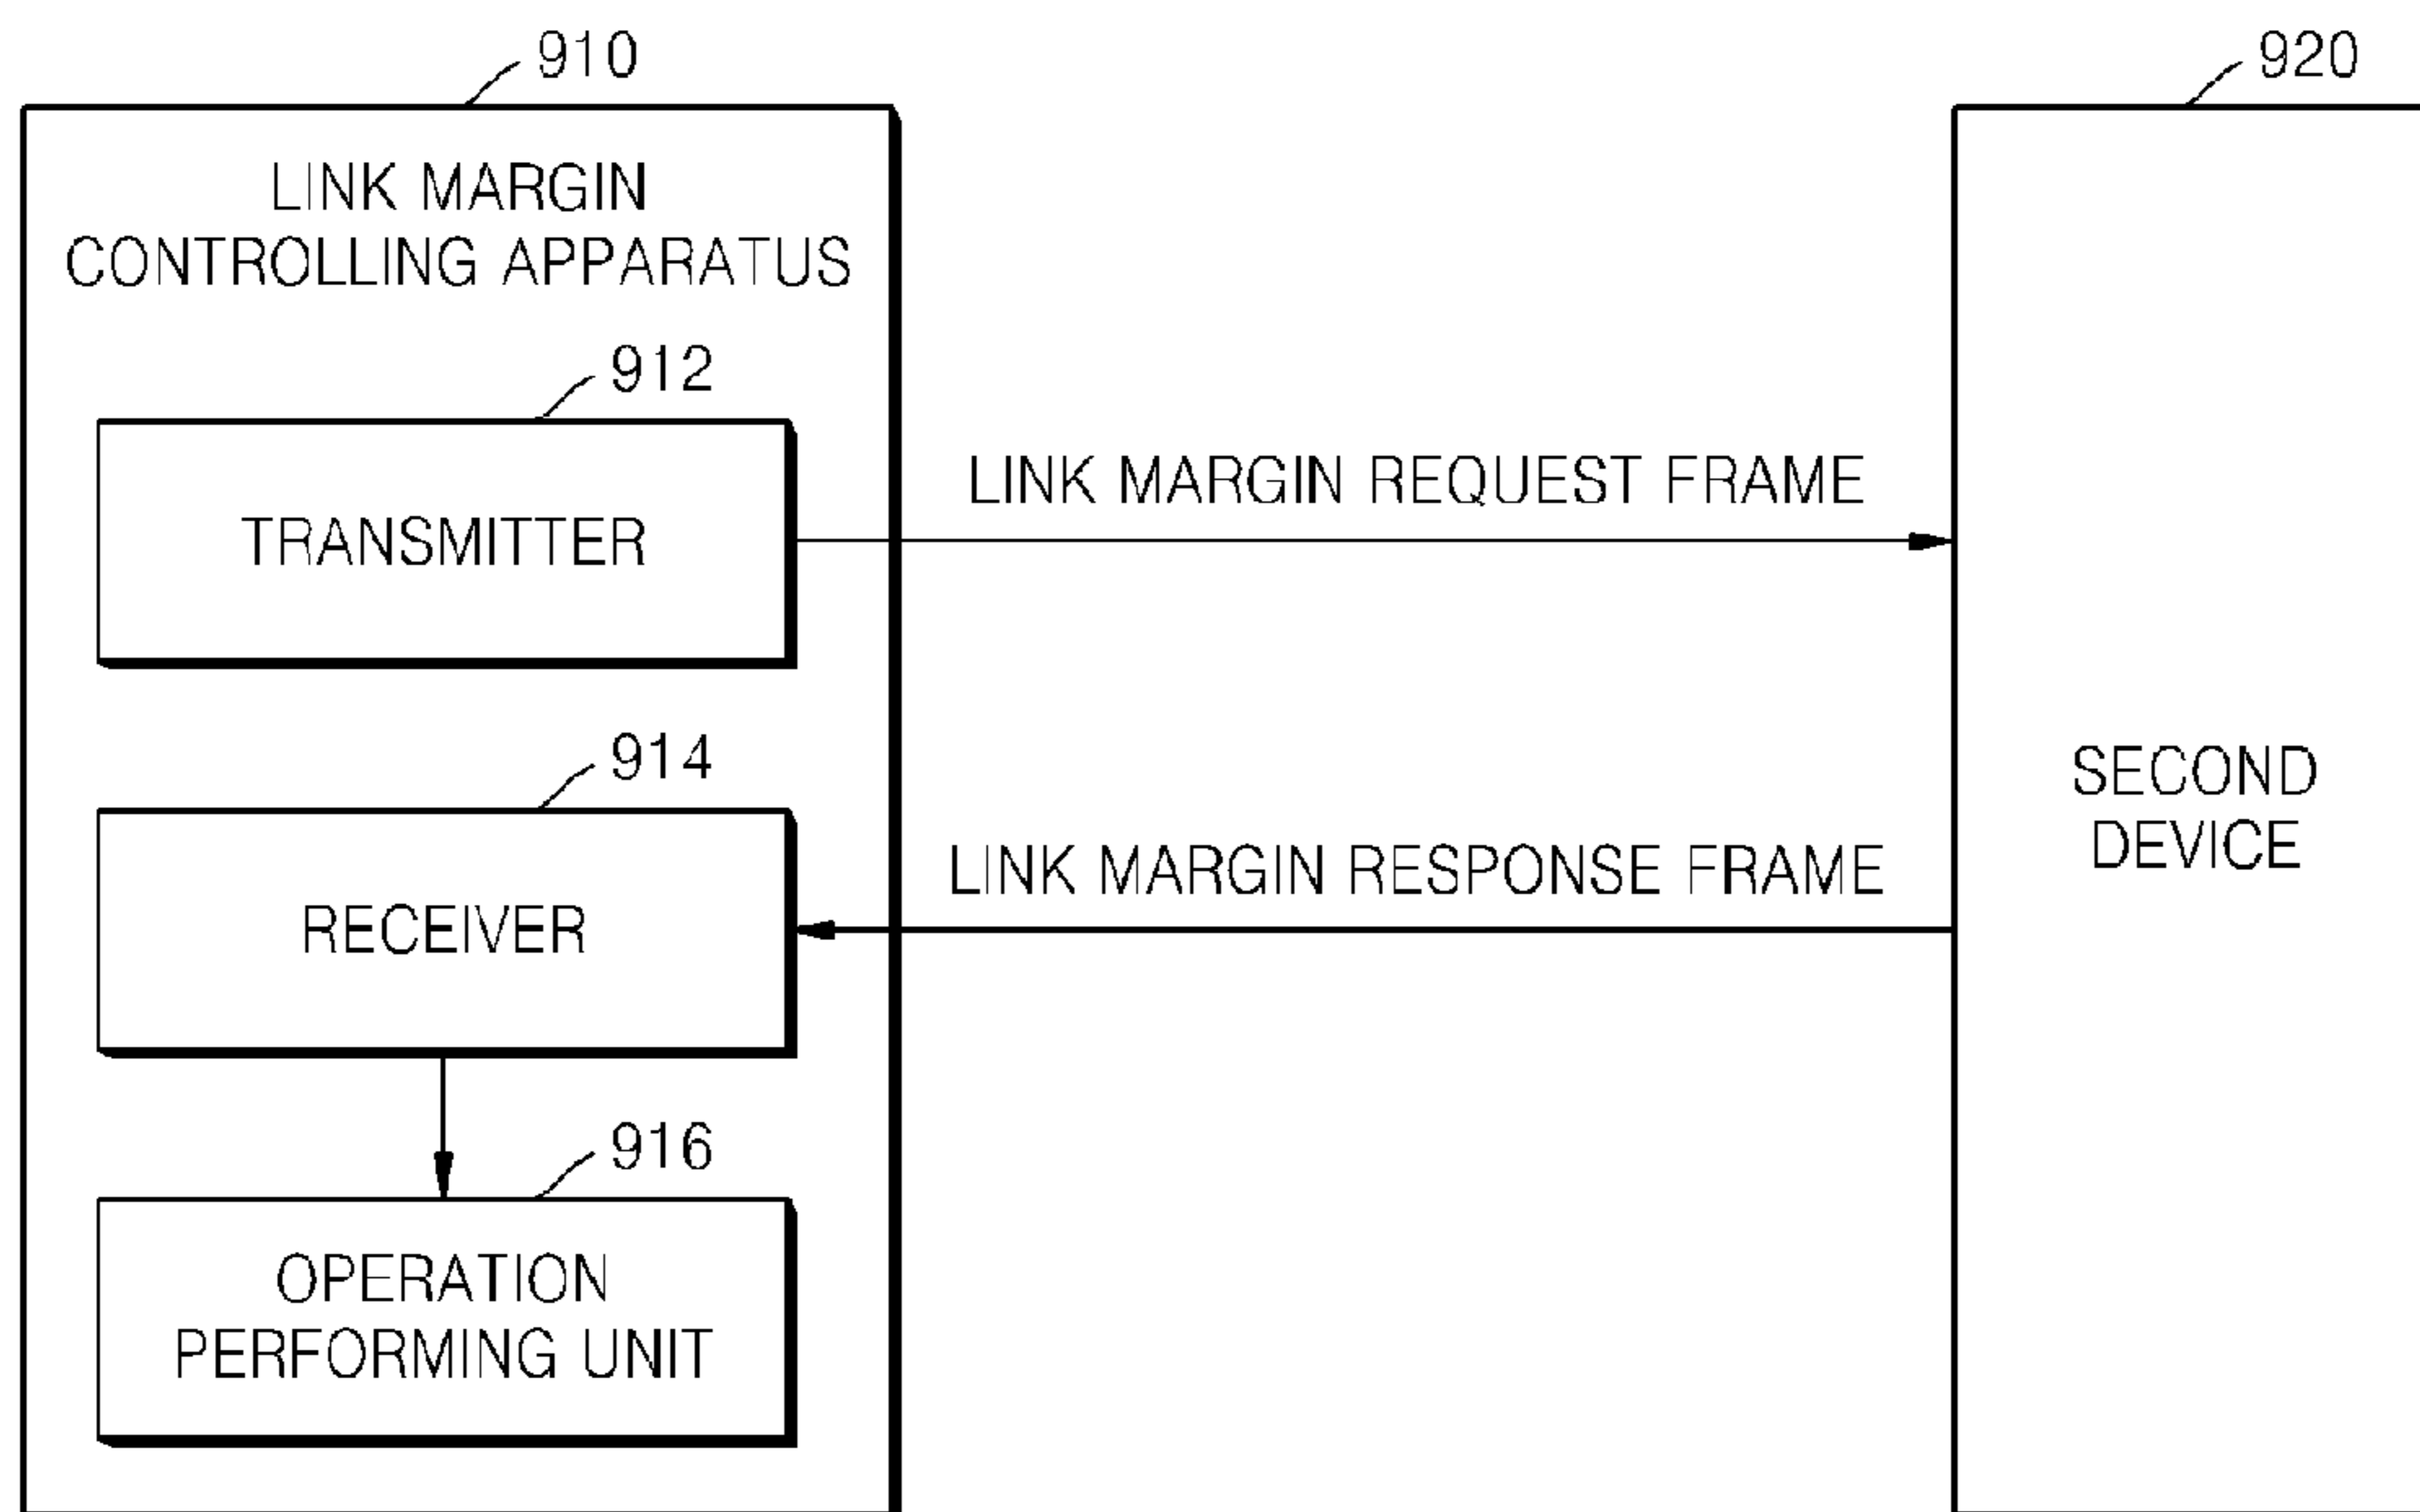 910
920
LINK MARGIN
CONTROLLING APPARATUS
912
TRANSMITTER
LINK MARGIN REQUEST FRAME
914
RECEIVER
LINK MARGIN RESPONSE FRAME
SECOND
DEVICE
916
OPERATION
PERFORMING UNIT